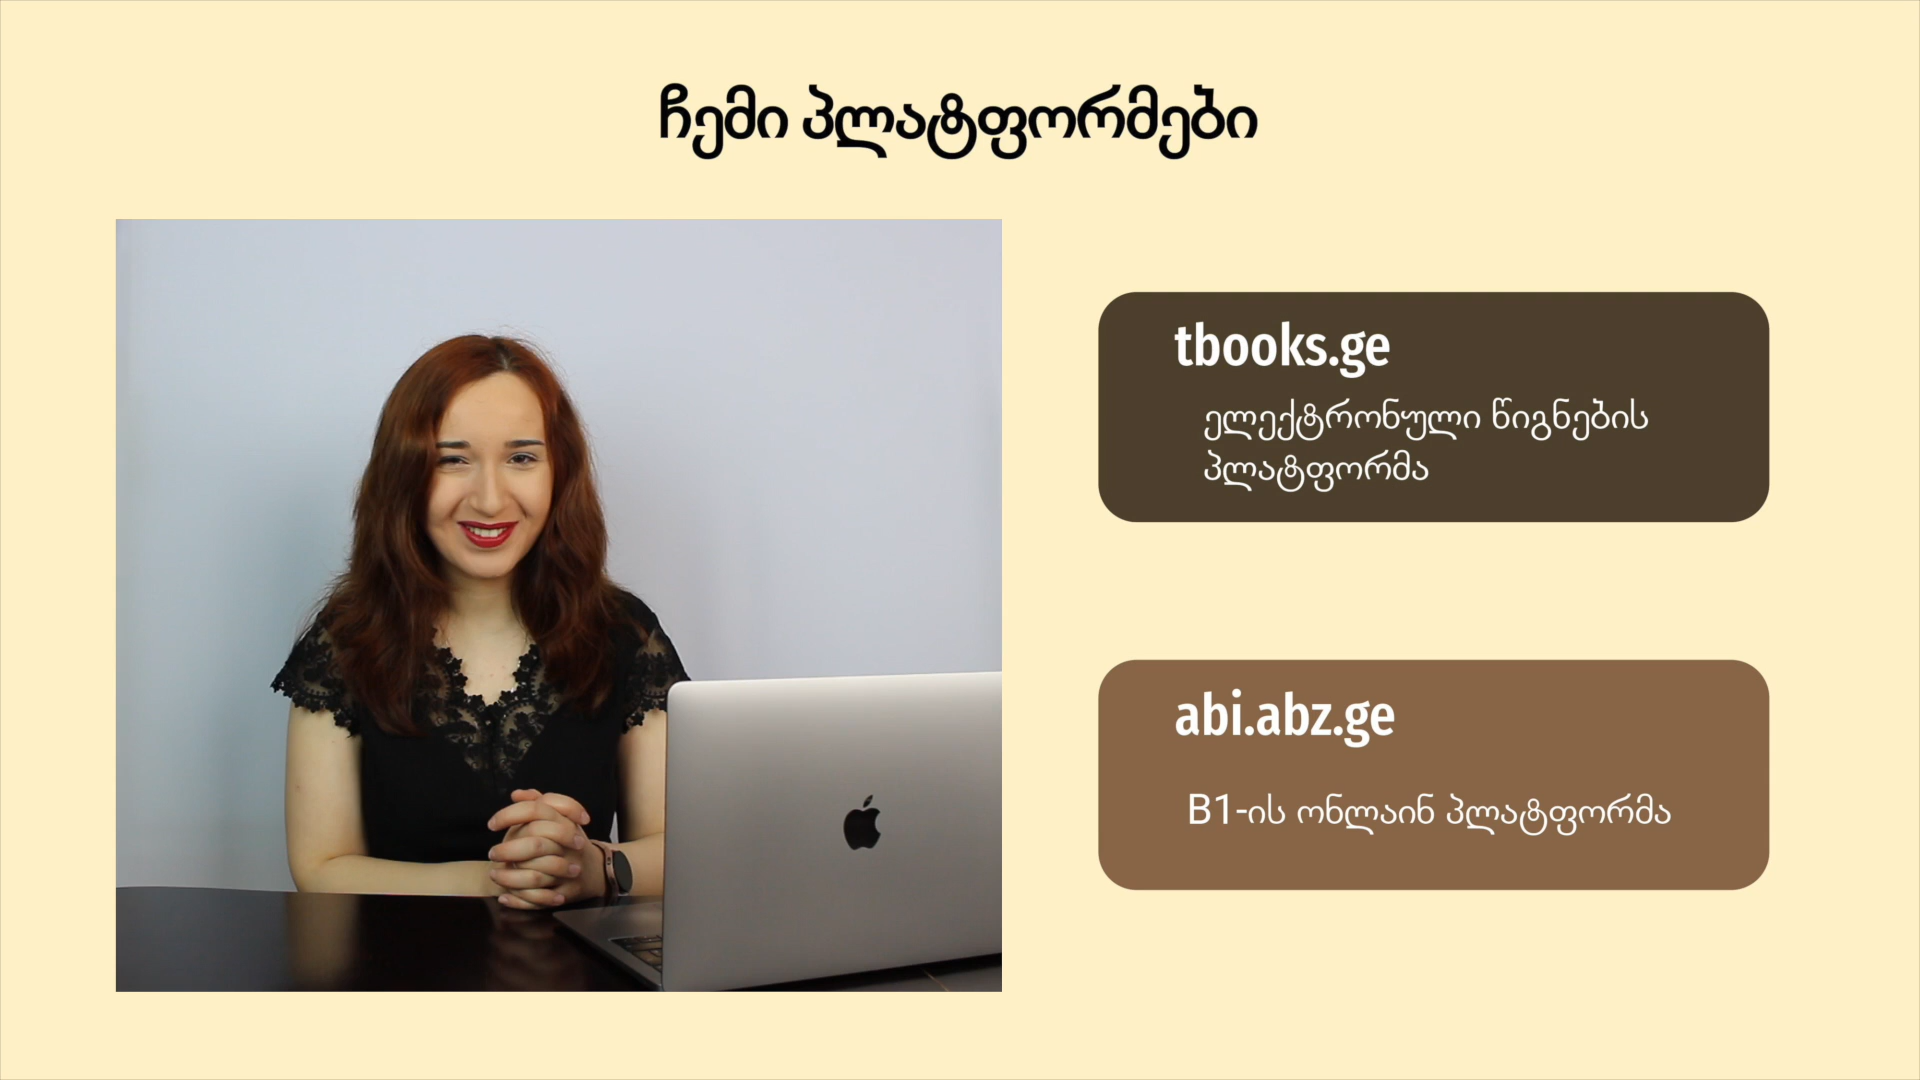 ჩემი პლატფორმები
tbooks.ge
ელექტრონული წიგნების
პლატფორმა
abi.abz.ge
B1-ის ონლაინ პლატფორმა